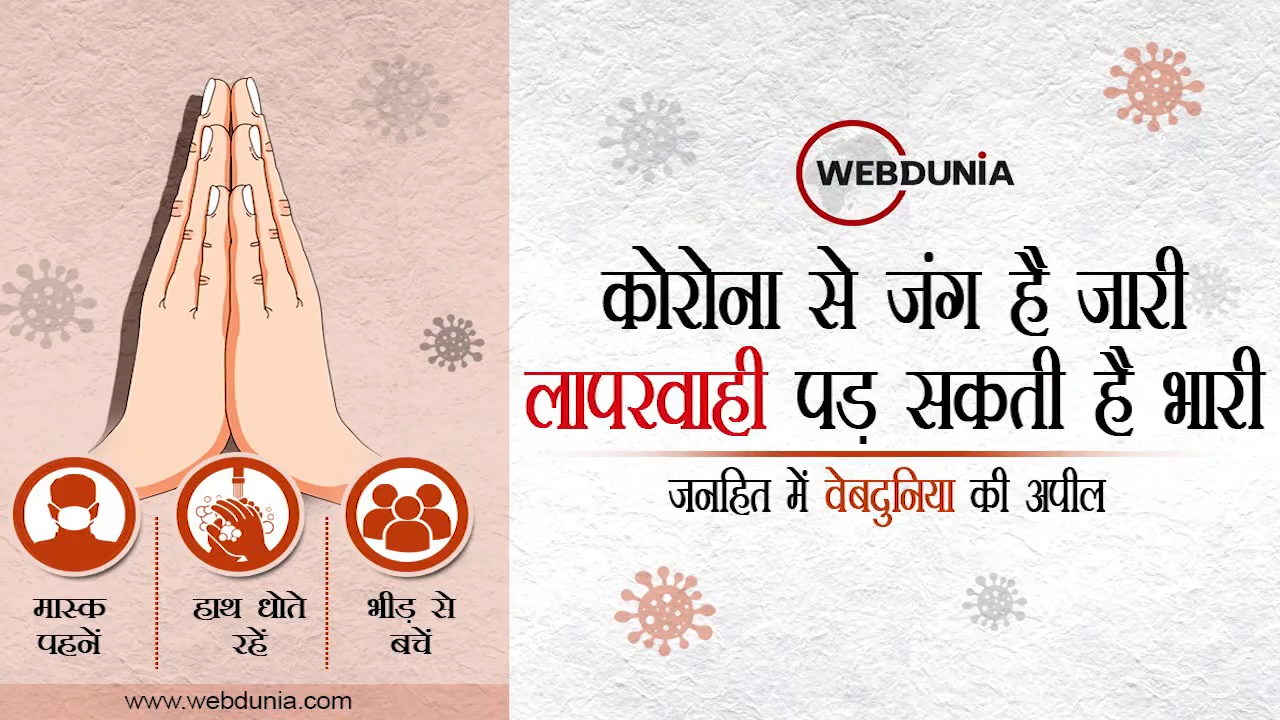 WEBDUNIA
कोरोना से जंग है जारी
लापरवाही पड़ सकती है भारी
जनहित में वेबदुनिया की अपील
मास्क
पहनें
हाथ धोते
रहें
भीड़ से
बचें
www.webdunia.com